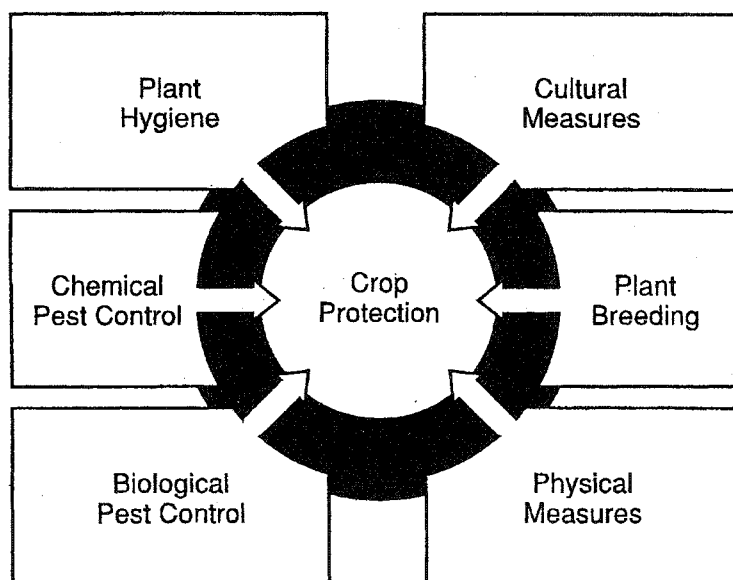 Plant
Hygiene
Cultural
Measures
Chemical
Pest Control
Crop
Protection
Plant
Breeding
Biological
Pest Control
Physical
Measures